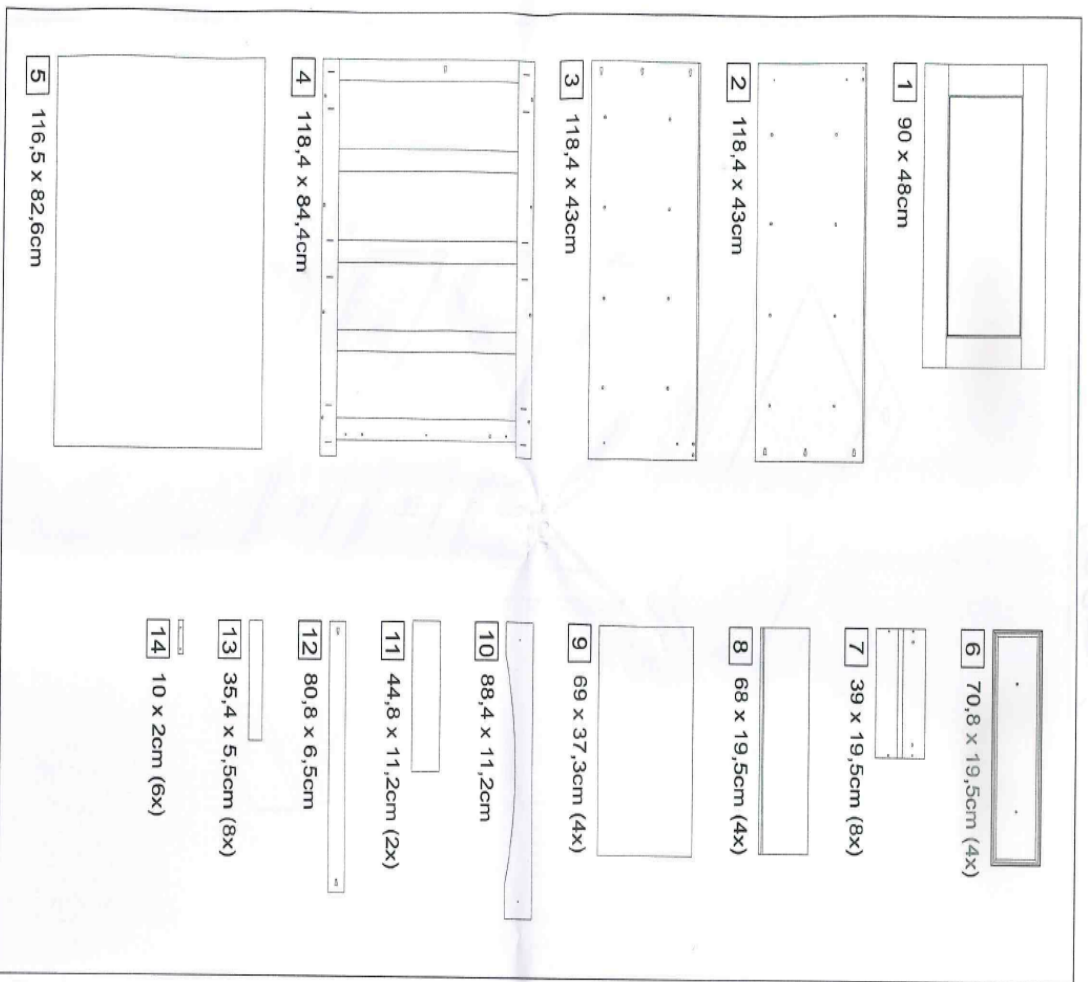 1 90 x 48cm
2 118,4 x 43cm
3 118,4 x 43cm
4 118,4 x 84,4cm
5 116,5 x 82,6cm
6 70,8 x 19,5cm (4x)
7 39 x 19,5cm (8x)
8 68 x 19,5cm (4x)
9 69 x 37,3cm (4x)
10 88,4 x 11,2cm
11 44,8 x 11,2cm (2x)
12 80,8 x 6,5cm
13 35,4 x 5,5cm (8x)
14 10 x 2cm (6x)